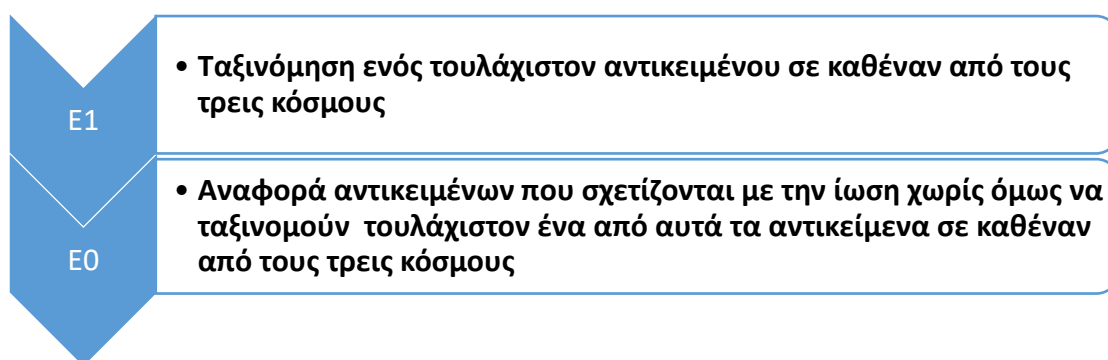 E1
• Ταξινόμηση ενός τουλάχιστον αντικειμένου σε καθέναν από τους
τρεις κόσμους
E0
• Αναφορά αντικειμένων που σχετίζονται με την ίωση χωρίς όμως να
ταξινομούν τουλάχιστον ένα από αυτά τα αντικείμενα σε καθέναν
από τους τρεις κόσμους